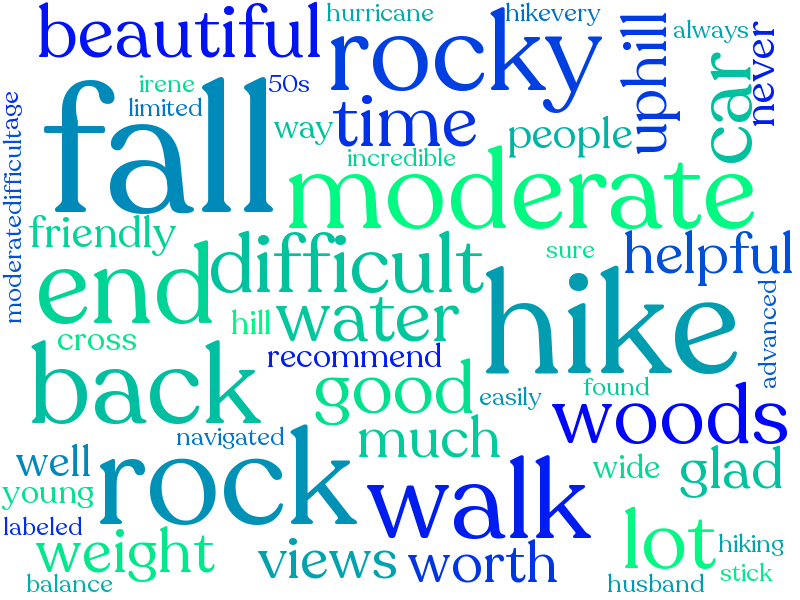 hurricane
hikevery
beautiful
rocky
uphill
always
never
car
irene
50s
limited
fall
way
time
people
incredible
moderate
moderatedifficultage
friendly
difficult
sure
helpful
end
hike
advanced
hill
water
cross
recommend
back
good
easily
found
woods
navigated
much
well
rock
walk
wide
glad
young
labeled
weight
views
worth
lot
hiking
stick
balance
husband